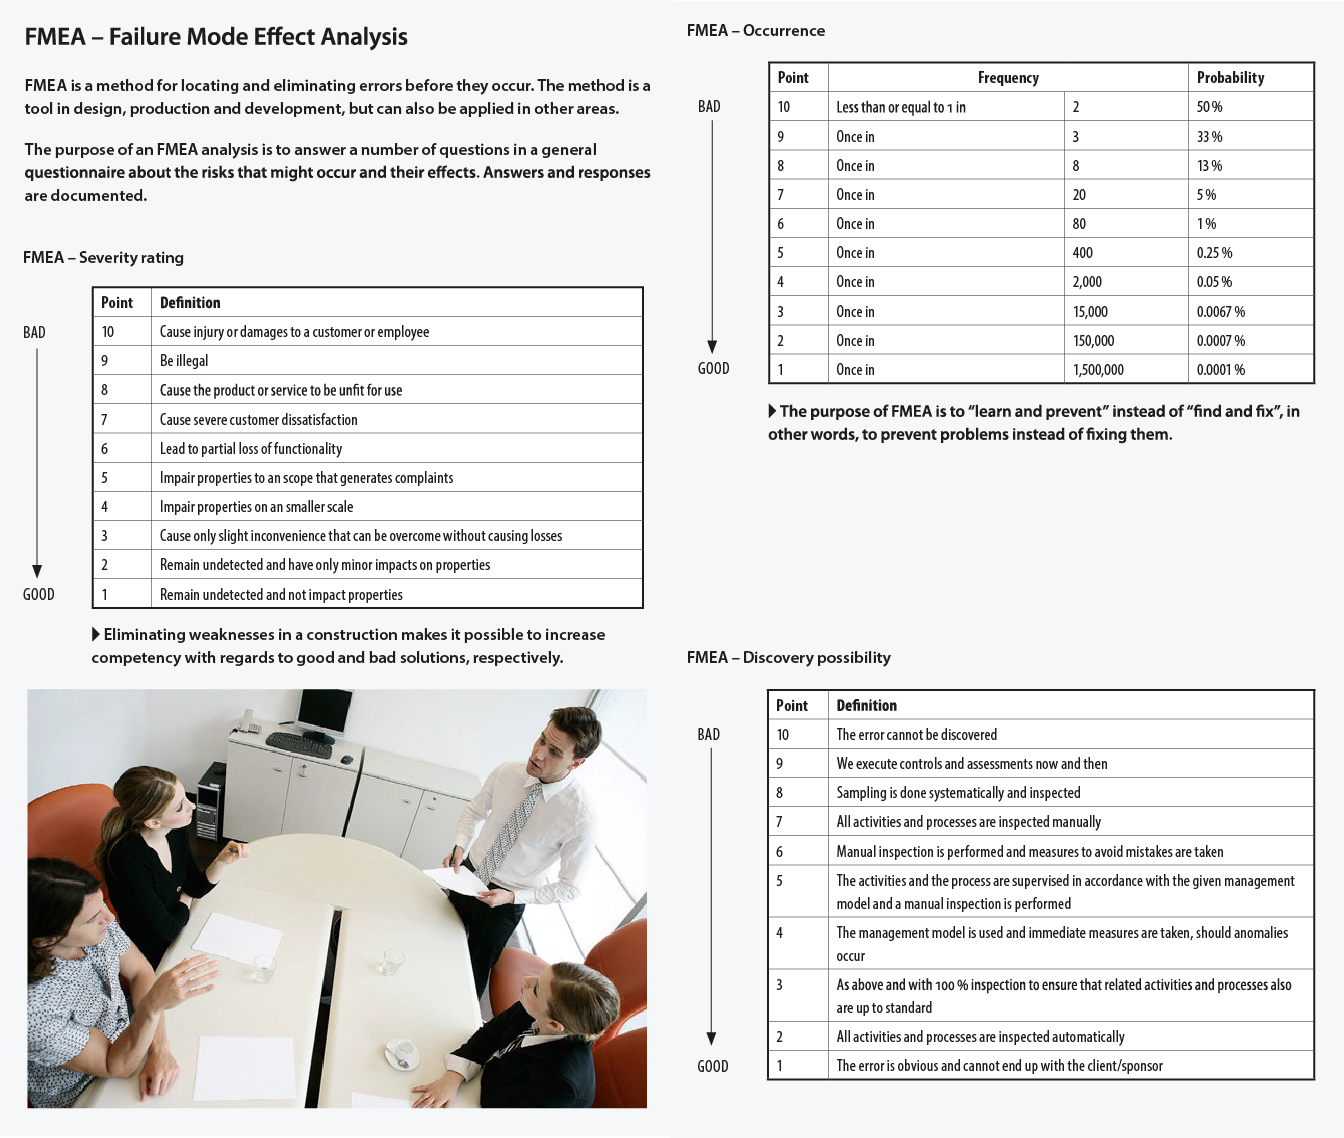 FMEA – Failure Mode Effect Analysis
FMEA is a method for locating and eliminating errors before they occur. The method is a
tool in design, production and development, but can also be applied in other areas.
The purpose of an FMEA analysis is to answer a number of questions in a general
questionnaire about the risks that might occur and their effects. Answers and responses
are documented.
FMEA – Severity rating
Point Definition
BAD
10 Cause injury or damages to a customer or employee
9 Be illegal
8 Cause the product or service to be unfit for use
7 Cause severe customer dissatisfaction
6 Lead to partial loss of functionality
5 Impair properties to an scope that generates complaints
4 Impair properties on an smaller scale
3 Cause only slight inconvenience that can be overcome without causing losses
2 Remain undetected and have only minor impacts on properties
GOOD
1 Remain undetected and not impact properties
Eliminating weaknesses in a construction makes it possible to increase
competency with regards to good and bad solutions, respectively.
FMEA – Occurrence
Point Frequency Probability
BAD
10 Less than or equal to 1 in 2 50 %
9 Once in 3 33 %
8 Once in 8 13 %
7 Once in 20 5 %
6 Once in 80 1 %
5 Once in 400 0.25 %
4 Once in 2,000 0.05 %
3 Once in 15,000 0.0067 %
2 Once in 150,000 0.0007 %
GOOD
1 Once in 1,500,000 0.0001 %
The purpose of FMEA is to “learn and prevent” instead of “find and fix”, in
other words, to prevent problems instead of fixing them.
FMEA – Discovery possibility
Point Definition
BAD
10 The error cannot be discovered
9 We execute controls and assessments now and then
8 Sampling is done systematically and inspected
7 All activities and processes are inspected manually
6 Manual inspection is performed and measures to avoid mistakes are taken
5 The activities and the process are supervised in accordance with the given management
model and a manual inspection is performed
4 The management model is used and immediate measures are taken, should anomalies
occur
3 As above and with 100 % inspection to ensure that related activities and processes also
are up to standard
2 All activities and processes are inspected automatically
GOOD
1 The error is obvious and cannot end up with the client/sponsor